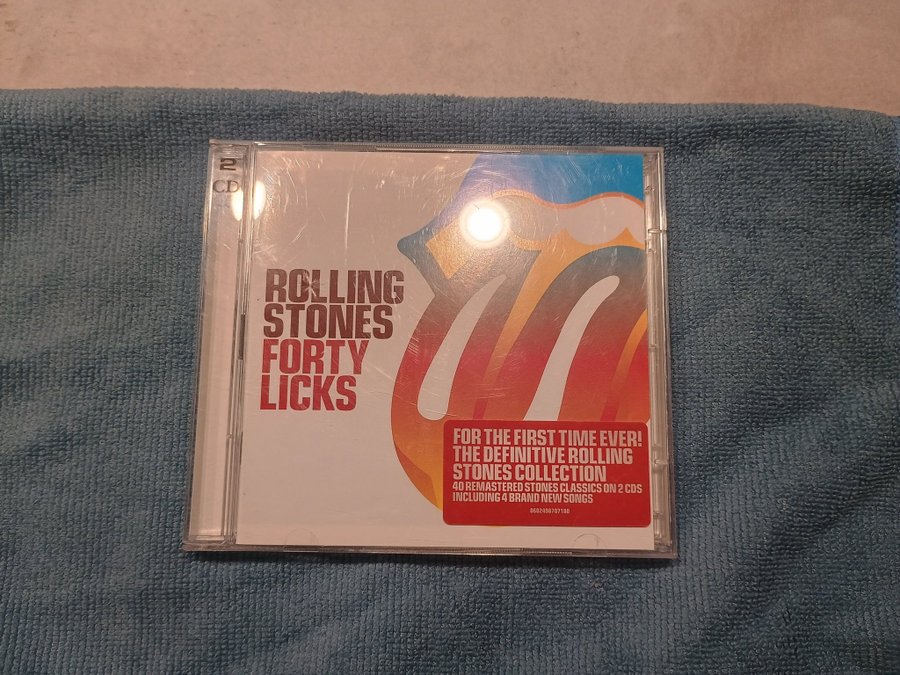 2
CD
ROLLING
STONES
FORTY
LICKS
FOR THE FIRST TIME EVER!
THE DEFINITIVE ROLLING
STONES COLLECTION
40 REMASTERED STONES CLASSICS ON 2 CDS
INCLUDING 4 BRAND NEW SONGS